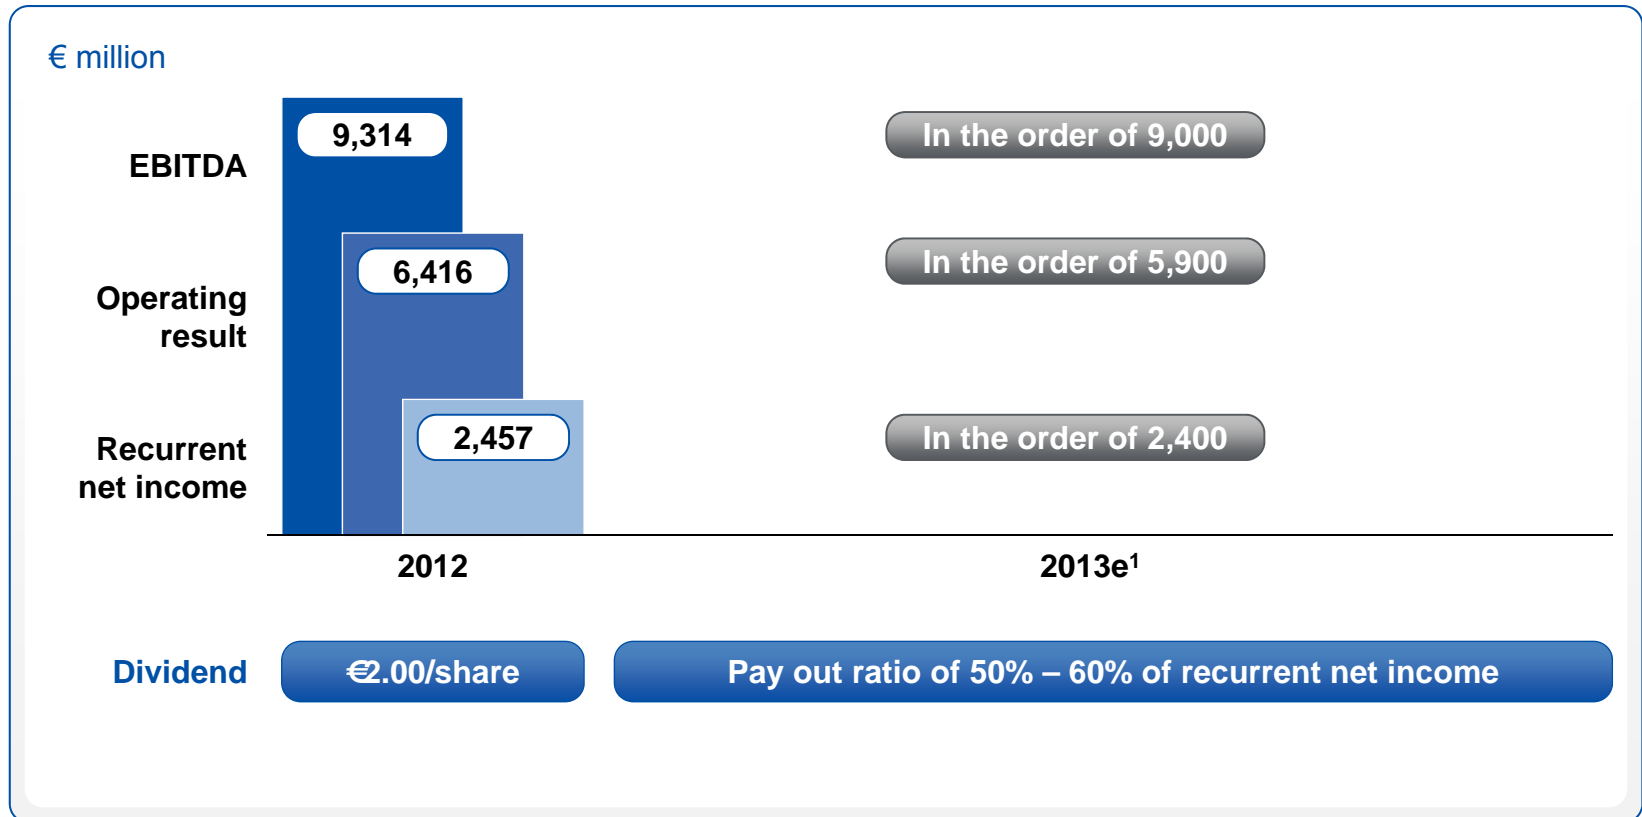 € million
EBITDA
9,314
In the order of 9,000
Operating
result
6,416
In the order of 5,900
Recurrent
net income
2,457
In the order of 2,400
2012
2013e¹
Dividend
€2.00/share
Pay out ratio of 50% – 60% of recurrent net income